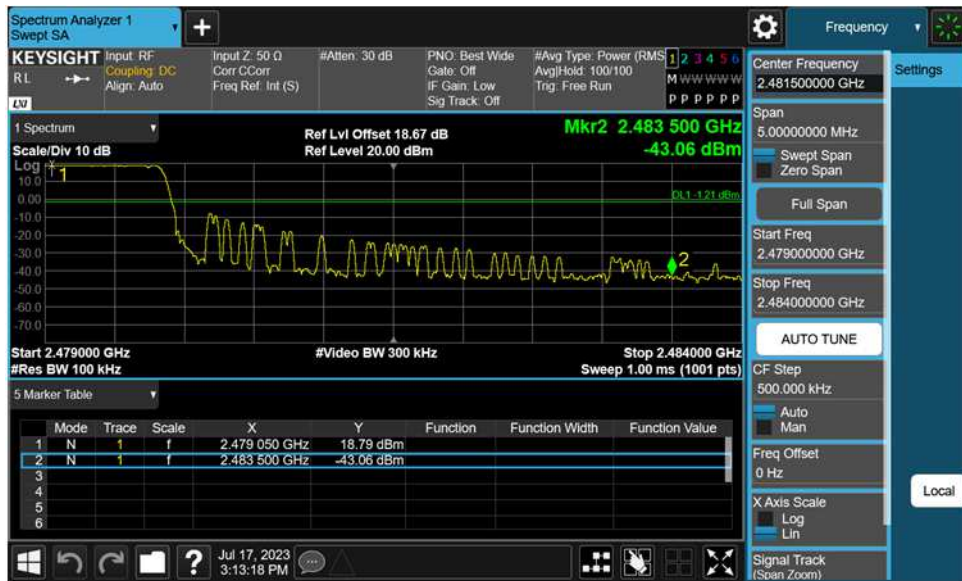 Spectrum Analyzer 1
Swept SA
+
Frequency
KEYSIGHT
RL
LXI
Input: RF
Coupling: DC
Align: Auto
Input Z: 50 Ω
Corr CCorr
Freq Ref: Int (S)
#Atten: 30 dB
PNO: Best Wide
Gate: Off
IF Gain: Low
Sig Track: Off
#Avg Type: Power (RMS
Avg|Hold: 100/100
Trig: Free Run
1 2 3 4 5 6
M W W W W W
P P P P P P
1 Spectrum
Scale/Div 10 dB
Ref Lvl Offset 18.67 dB
Ref Level 20.00 dBm
Mkr2 2.483 500 GHz
-43.06 dBm
Log
10.0
0.00
-10.0
-20.0
-30.0
-40.0
-50.0
-60.0
-70.0
1
DL1 -1.21 dBm
2
Start 2.479000 GHz
#Res BW 100 kHz
#Video BW 300 kHz
Stop 2.484000 GHz
Sweep 1.00 ms (1001 pts)
5 Marker Table
Mode Trace Scale X Y Function Function Width Function Value
1 N 1 f 2.479 050 GHz 18.79 dBm
2 N 1 f 2.483 500 GHz -43.06 dBm
3
4
5
6
?
Jul 17, 2023
3:13:18 PM
Center Frequency
2.481500000 GHz
Span
5.00000000 MHz
Swept Span
Zero Span
Full Span
Start Freq
2.479000000 GHz
Stop Freq
2.484000000 GHz
AUTO TUNE
CF Step
500.000 kHz
Auto
Man
Freq Offset
0 Hz
X Axis Scale
Log
Lin
Signal Track
(Span Zoom)
Settings
Local